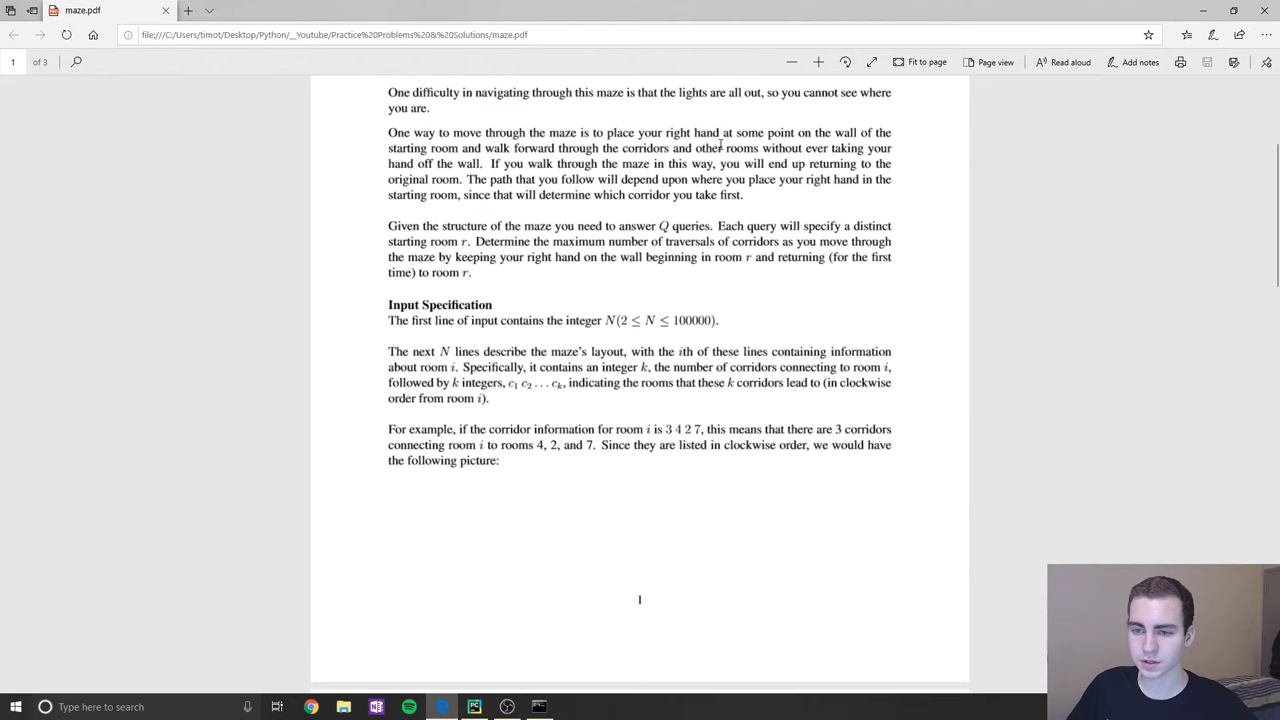 maze.pdf
file:///C:/Users/timot/Desktop/Python/__Youtube/Practice%20Problems%20&%20Solutions/maze.pdf
1 of 3
Fit to page
Page view
Read aloud
Add notes
One difficulty in navigating through this maze is that the lights are all out, so you cannot see where
you are.
One way to move through the maze is to place your right hand at some point on the wall of the
starting room and walk forward through the corridors and other rooms without ever taking your
hand off the wall. If you walk through the maze in this way, you will end up returning to the
original room. The path that you follow will depend upon where you place your right hand in the
starting room, since that will determine which corridor you take first.
Given the structure of the maze you need to answer Q queries. Each query will specify a distinct
starting room r. Determine the maximum number of traversals of corridors as you move through
the maze by keeping your right hand on the wall beginning in room r and returning (for the first
time) to room r.
Input Specification
The first line of input contains the integer N(2 ≤ N ≤ 100000).
The next N lines describe the maze's layout, with the ith of these lines containing information
about room i. Specifically, it contains an integer k, the number of corridors connecting to room i,
followed by k integers, c₁ c₂ . . . cₖ, indicating the rooms that these k corridors lead to (in clockwise
order from room i).
For example, if the corridor information for room i is 3 4 2 7, this means that there are 3 corridors
connecting room i to rooms 4, 2, and 7. Since they are listed in clockwise order, we would have
the following picture:
1
Type here to search